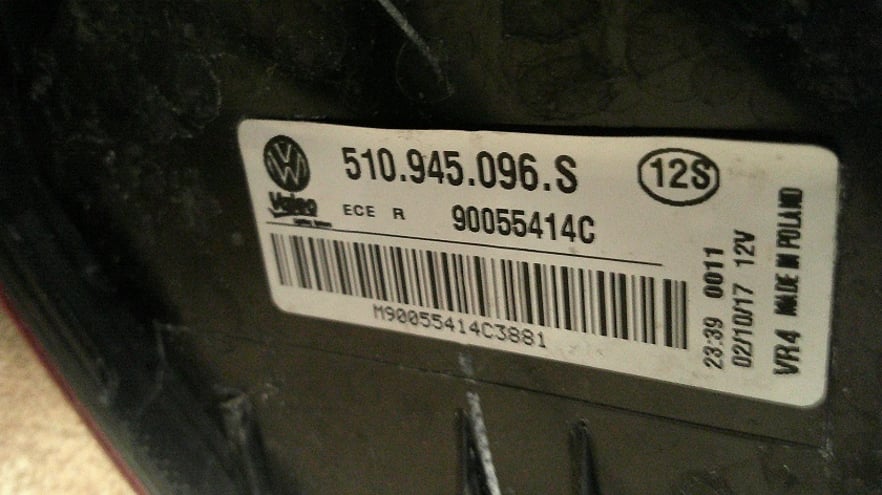 510.945.096.S
12S
Valeo
ECE R 90055414C
M90055414C3881
23:39 0011
02/10/17 12V
VR4 MADE IN POLAND